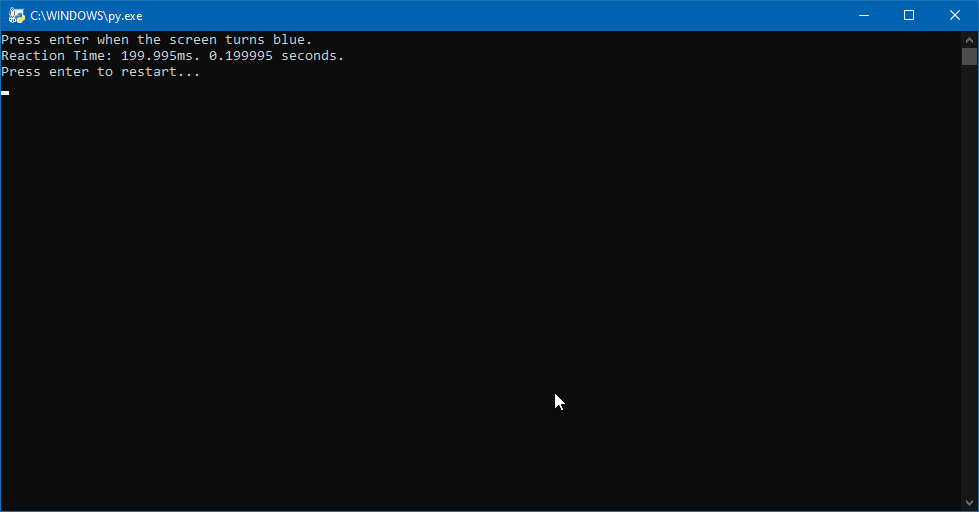 C:\WINDOWS\py.exe
Press enter when the screen turns blue.
Reaction Time: 199.995ms. 0.199995 seconds.
Press enter to restart...